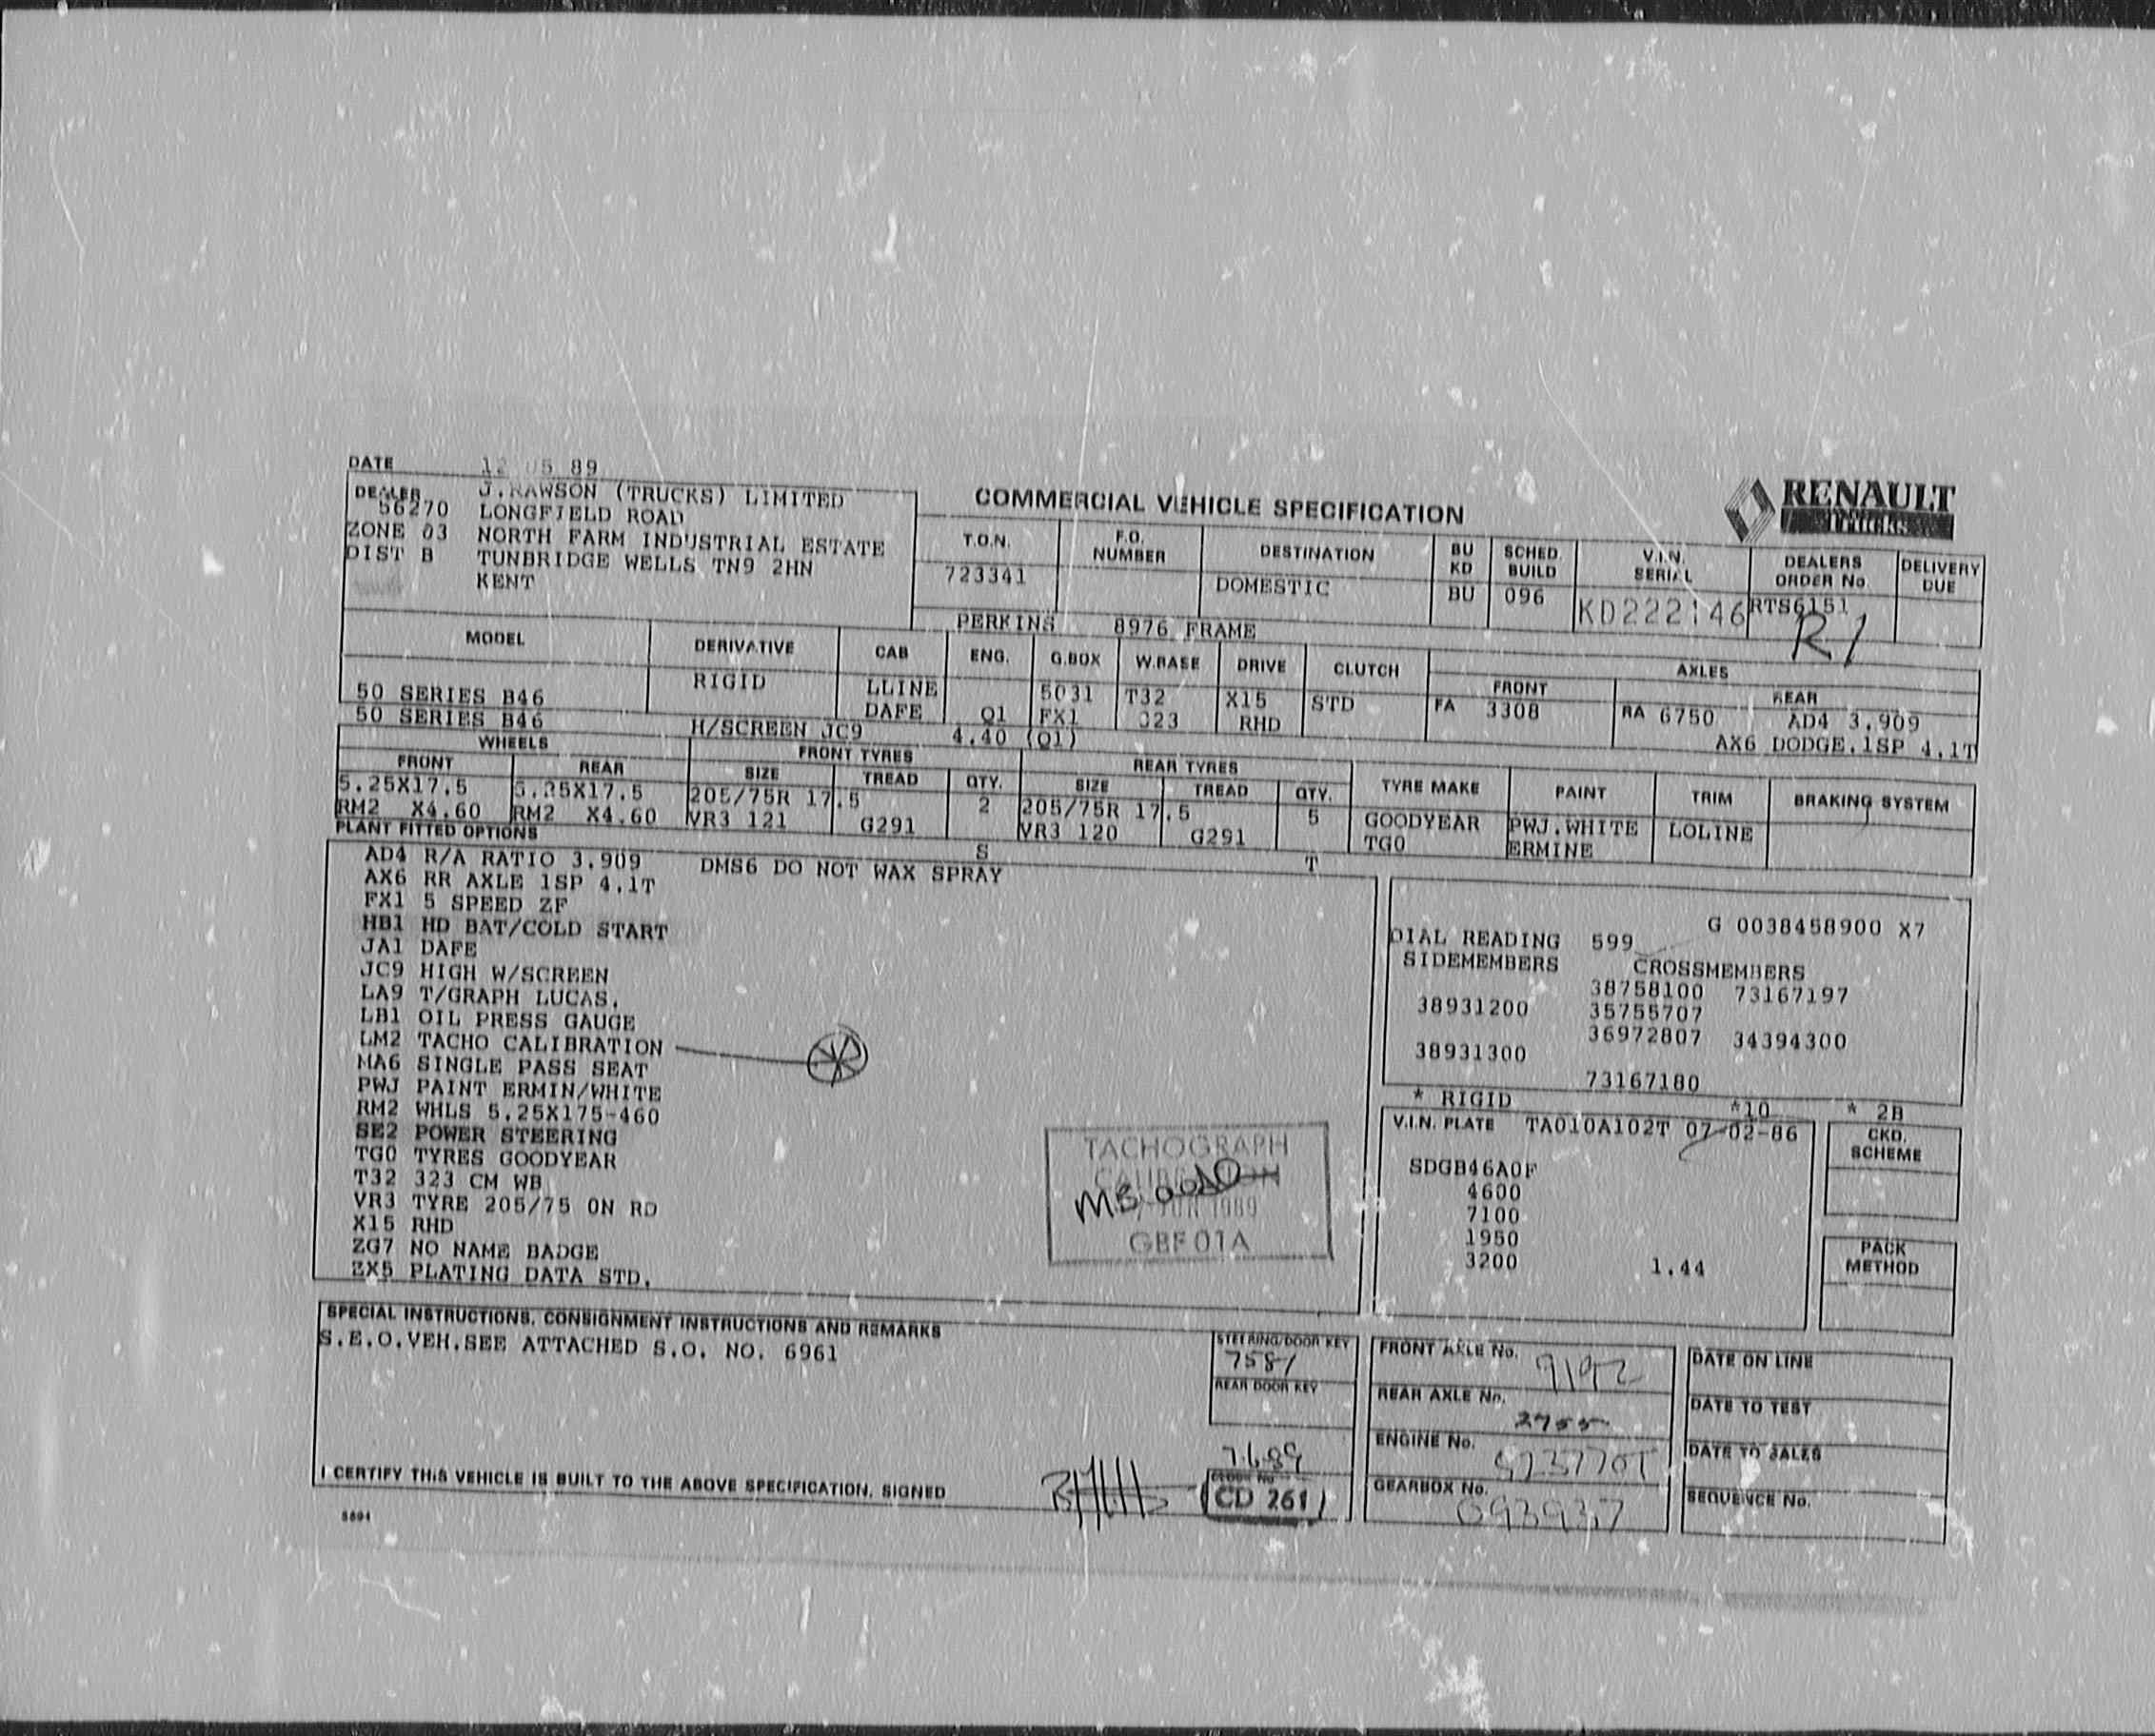 DATE 12 05 89
DEALER J.RAWSON (TRUCKS) LIMITED
56270 LONGFIELD ROAD
ZONE 03 NORTH FARM INDUSTRIAL ESTATE
DIST B TUNBRIDGE WELLS TN9 2HN
KENT
COMMERCIAL VEHICLE SPECIFICATION
RENAULT
Trucks
T.O.N. F.O. NUMBER DESTINATION BU KD SCHED. BUILD V.I.N. SERIAL DEALERS ORDER No. DELIVERY DUE
723341 DOMESTIC BU 096 KD222146 RTS6151
R1
PERKINS 8976 FRAME
MODEL DERIVATIVE CAB ENG. G.BOX W.BASE DRIVE CLUTCH AXLES
FRONT REAR
50 SERIES B46 RIGID LLINE 5031 T32 X15 STD FA 3308 RA 6750 AD4 3.909
50 SERIES B46 DAFE Q1 FX1 323 RHD
H/SCREEN JC9 4.40 (Q1) AX6 DODGE.1SP 4.1T
WHEELS FRONT TYRES REAR TYRES
FRONT REAR SIZE TREAD QTY. SIZE TREAD QTY. TYRE MAKE PAINT TRIM BRAKING SYSTEM
5.25X17.5 5.25X17.5 205/75R 17.5 2 205/75R 17.5 5 GOODYEAR PWJ.WHITE LOLINE
RM2 X4.60 RM2 X4.60 VR3 121 G291 VR3 120 G291 TGO ERMINE
PLANT FITTED OPTIONS S T
AD4 R/A RATIO 3.909 DMS6 DO NOT WAX SPRAY
AX6 RR AXLE 1SP 4.1T
FX1 5 SPEED ZF
HB1 HD BAT/COLD START
JA1 DAFE
JC9 HIGH W/SCREEN
LA9 T/GRAPH LUCAS.
LB1 OIL PRESS GAUGE
LM2 TACHO CALIBRATION
MA6 SINGLE PASS SEAT
PWJ PAINT ERMIN/WHITE
RM2 WHLS 5.25X175-460
SE2 POWER STEERING
TGO TYRES GOODYEAR
T32 323 CM WB
VR3 TYRE 205/75 ON RD
X15 RHD
ZG7 NO NAME BADGE
ZX5 PLATING DATA STD.
TACHOGRAPH
CALIBRATION
JUN 1989
GBF 01A
G 0038458900 X7
DIAL READING 599
SIDEMEMBERS CROSSMEMBERS
38758100 73167197
38931200 35755707
36972807 34394300
38931300
73167180
* RIGID *10 * 2B
V.I.N. PLATE TA010A102T 07-02-86
SDGB46A0F
4600
7100
1950
3200 1.44
CKD. SCHEME
PACK METHOD
SPECIAL INSTRUCTIONS, CONSIGNMENT INSTRUCTIONS AND REMARKS
S.E.O.VEH.SEE ATTACHED S.O. NO. 6961
STEERING/DOOR KEY
7581
REAR DOOR KEY
7.6.89
CD 261
FRONT AXLE No. 9192
REAR AXLE No. 2955
ENGINE No.
GEARBOX No. 093937
DATE ON LINE
DATE TO TEST
DATE TO SALES
SEQUENCE No.
I CERTIFY THIS VEHICLE IS BUILT TO THE ABOVE SPECIFICATION. SIGNED